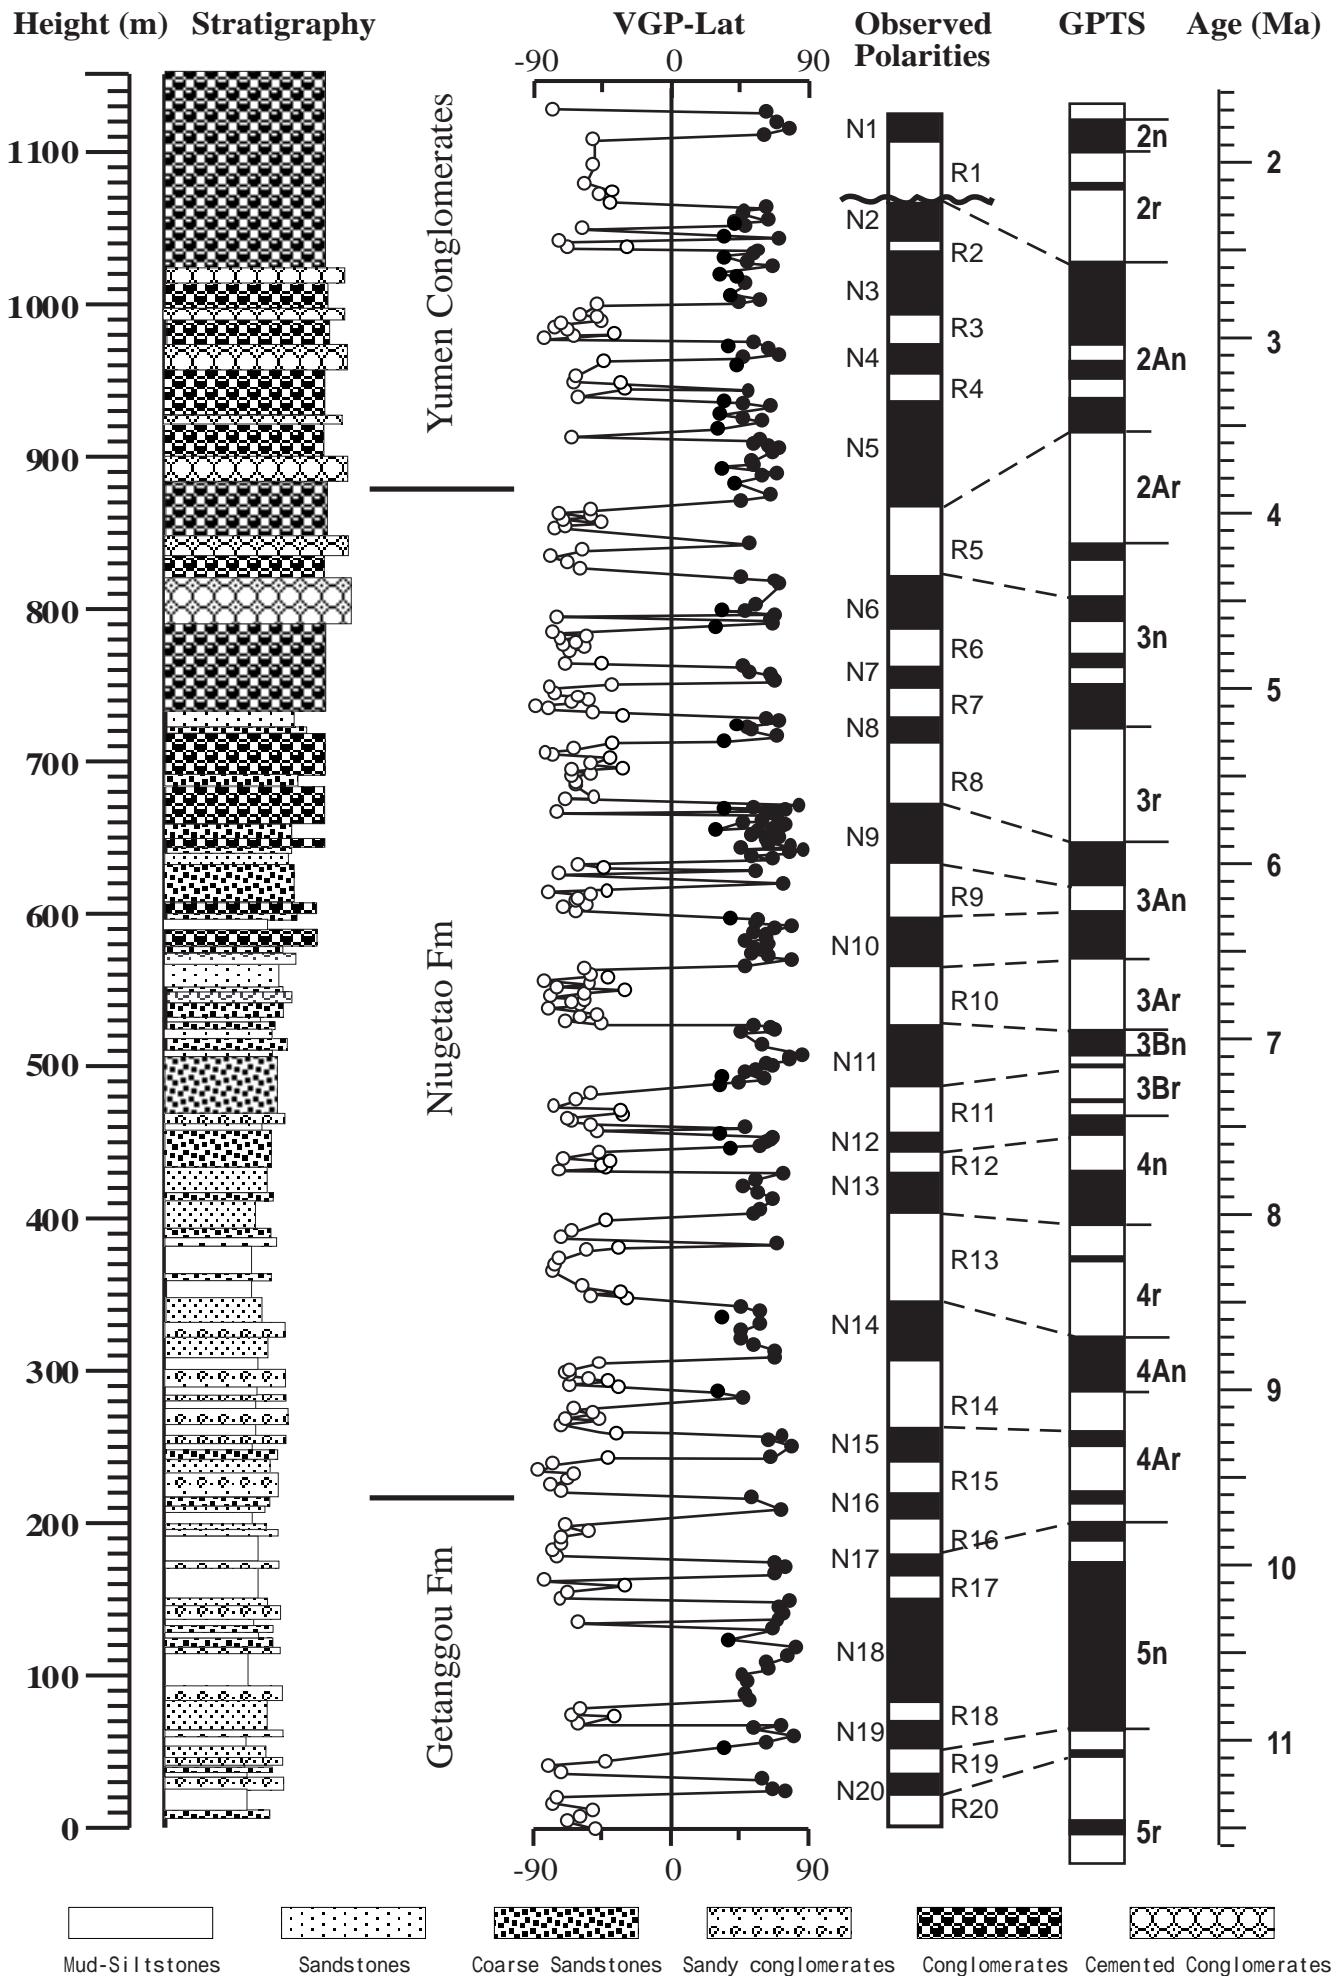 Height (m) Stratigraphy VGP-Lat Observed Polarities GPTS Age (Ma)
-90 0 90
1100
1000
900
800
700
600
500
400
300
200
100
0
Yumen Conglomerates
Niugetao Fm
Getanggou Fm
N1
R1
N2
R2
N3
R3
N4
R4
N5
R5
N6
R6
N7
R7
N8
R8
N9
R9
N10
R10
N11
R11
N12
R12
N13
R13
N14
R14
N15
R15
N16
R16
N17
R17
N18
R18
N19
R19
N20
R20
2n
2r
2An
2Ar
3n
3r
3An
3Ar
3Bn
3Br
4n
4r
4An
4Ar
5n
5r
2
3
4
5
6
7
8
9
10
11
-90 0 90
Mud-Siltstones Sandstones Coarse Sandstones Sandy conglomerates Conglomerates Cemented Conglomerates